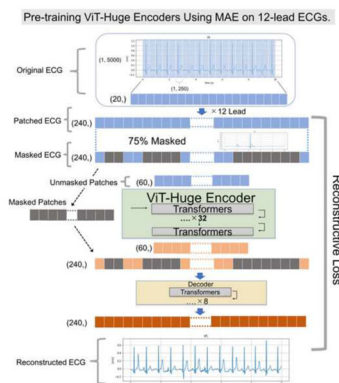 Pre-training ViT-Huge Encoders Using MAE on 12-lead ECGs.
Original ECG
(1, 5000)
(1, 250)
(20,)
× 12 Lead
Patched ECG
(240,)
75% Masked
Masked ECG
(240,)
Unmasked Patches
(60,)
Masked Patches
ViT-Huge Encoder
Transformers
.... × 32
Transformers
(60,)
(240,)
Decoder
Transformers
.... × 8
(240,)
Reconstructed ECG
Reconstructive Loss